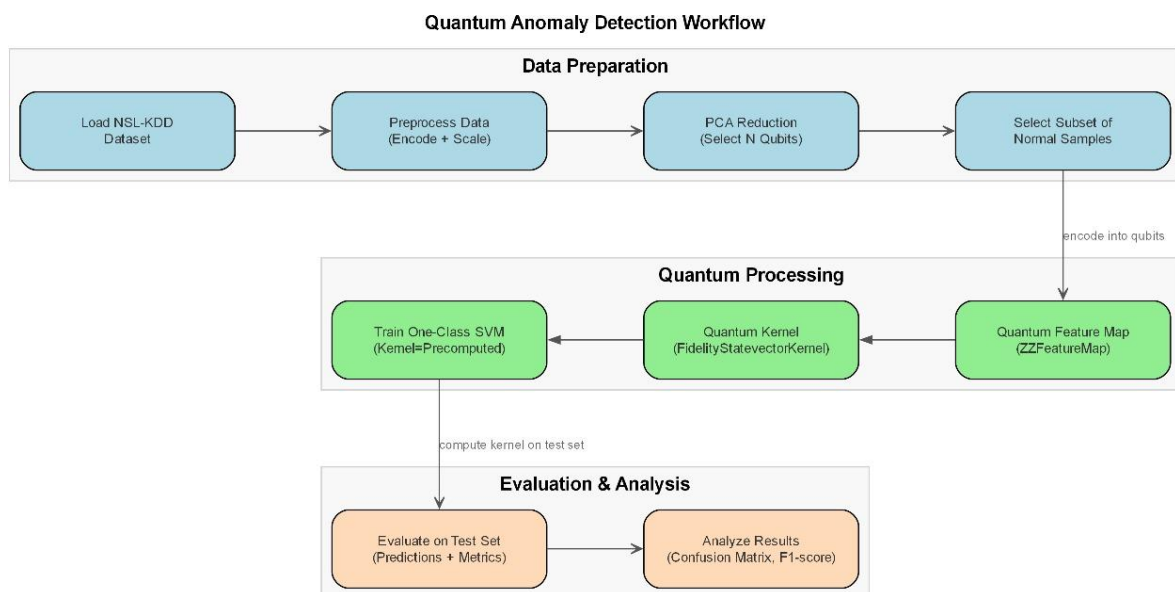 Quantum Anomaly Detection Workflow
Data Preparation
Load NSL-KDD
Dataset
Preprocess Data
(Encode + Scale)
PCA Reduction
(Select N Qubits)
Select Subset of
Normal Samples
encode into qubits
Quantum Processing
Train One-Class SVM
(Kernel=Precomputed)
Quantum Kernel
(FidelityStatevectorKernel)
Quantum Feature Map
(ZZFeatureMap)
compute kernel on test set
Evaluation & Analysis
Evaluate on Test Set
(Predictions + Metrics)
Analyze Results
(Confusion Matrix, F1-score)